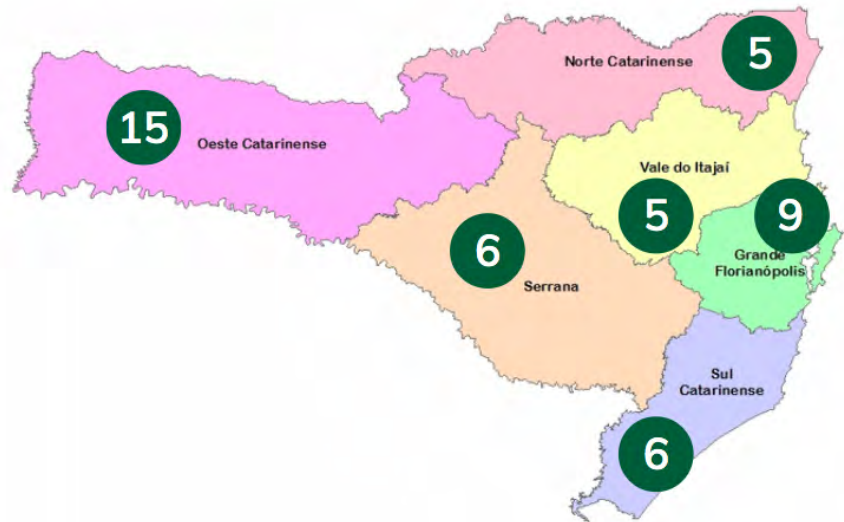 5
Norte Catarinense
15
Oeste Catarinense
Vale do Itajaí
5
9
6
Grande
Florianópolis
Serrana
Sul
Catarinense
6